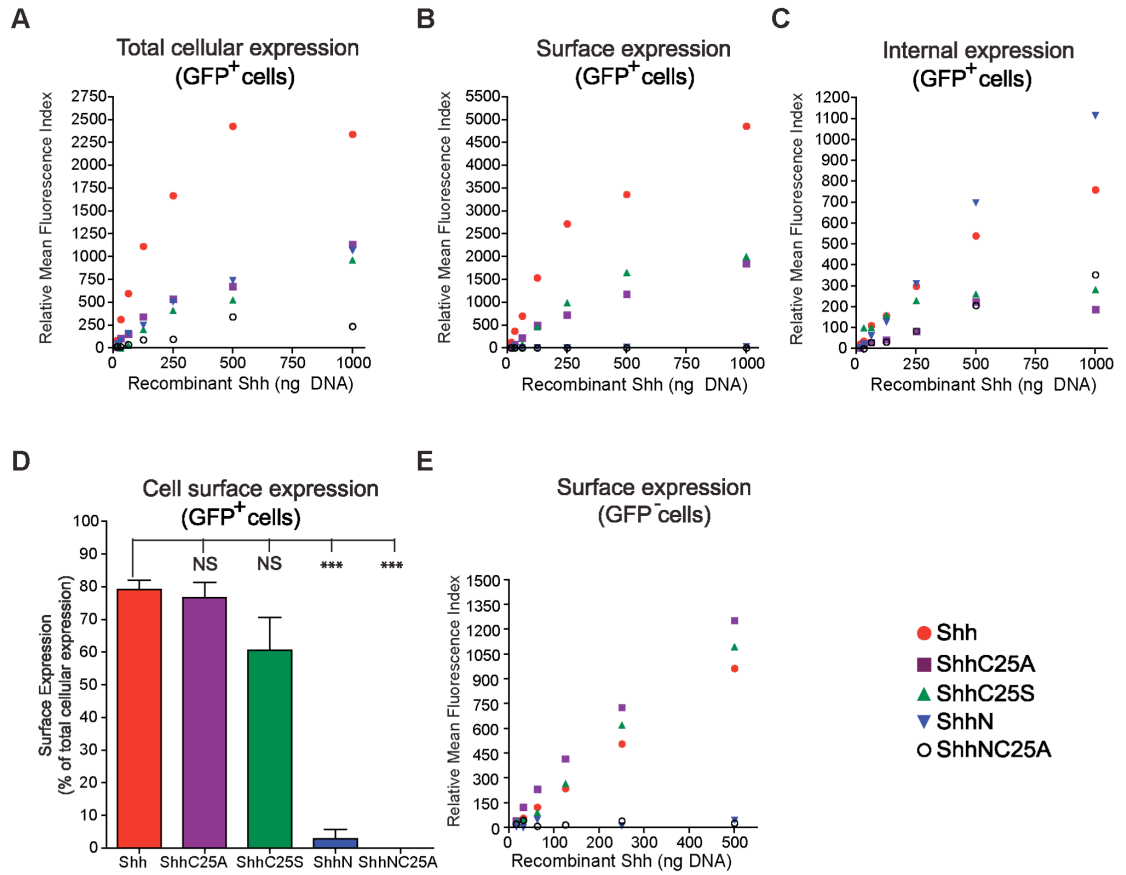 A
Total cellular expression
(GFP+ cells)
Relative Mean Fluorescence Index
2750
2500
2250
2000
1750
1500
1250
1000
750
500
250
0
0 250 500 750 1000
Recombinant Shh (ng DNA)
B
Surface expression
(GFP+ cells)
Relative Mean Fluorescence Index
5500
5000
4500
4000
3500
3000
2500
2000
1500
1000
500
0
0 250 500 750 1000
Recombinant Shh (ng DNA)
C
Internal expression
(GFP+ cells)
Relative Mean Fluorescence Index
1200
1100
1000
900
800
700
600
500
400
300
200
100
0
0 250 500 750 1000
Recombinant Shh (ng DNA)
D
Cell surface expression
(GFP+ cells)
Surface Expression
(% of total cellular expression)
100
90
80
70
60
50
40
30
20
10
0
NS NS *** ***
Shh ShhC25A ShhC25S ShhN ShhNC25A
E
Surface expression
(GFP- cells)
Relative Mean Fluorescence Index
1500
1350
1200
1050
900
750
600
450
300
150
0
0 100 200 300 400 500
Recombinant Shh (ng DNA)
Shh
ShhC25A
ShhC25S
ShhN
ShhNC25A